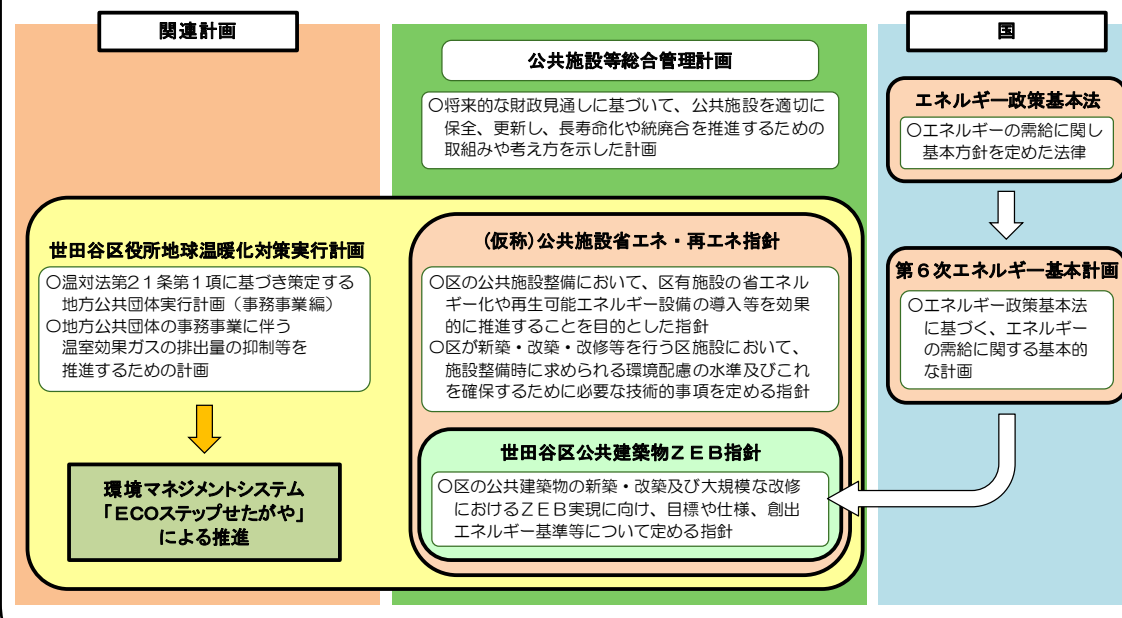 関連計画
世田谷区役所地球温暖化対策実行計画
○温対法第21条第1項に基づき策定する
地方公共団体実行計画（事務事業編）
○地方公共団体の事務事業に伴う
温室効果ガスの排出量の抑制等を
推進するための計画
環境マネジメントシステム
「ECOステップせたがや」
による推進
公共施設等総合管理計画
○将来的な財政見通しに基づいて、公共施設を適切に
保全、更新し、長寿命化や統廃合を推進するための
取組みや考え方を示した計画
(仮称)公共施設省エネ・再エネ指針
○区の公共施設整備において、区有施設の省エネル
ギー化や再生可能エネルギー設備の導入等を効果
的に推進することを目的とした指針
○区が新築・改築・改修等を行う区施設において、
施設整備時に求められる環境配慮の水準及びこれ
を確保するために必要な技術的事項を定める指針
世田谷区公共建築物ZEB指針
○区の公共建築物の新築・改築及び大規模な改修
におけるZEB実現に向け、目標や仕様、創出
エネルギー基準等について定める指針
国
エネルギー政策基本法
○エネルギーの需給に関し
基本方針を定めた法律
第6次エネルギー基本計画
○エネルギー政策基本法
に基づく、エネルギー
の需給に関する基本的
な計画